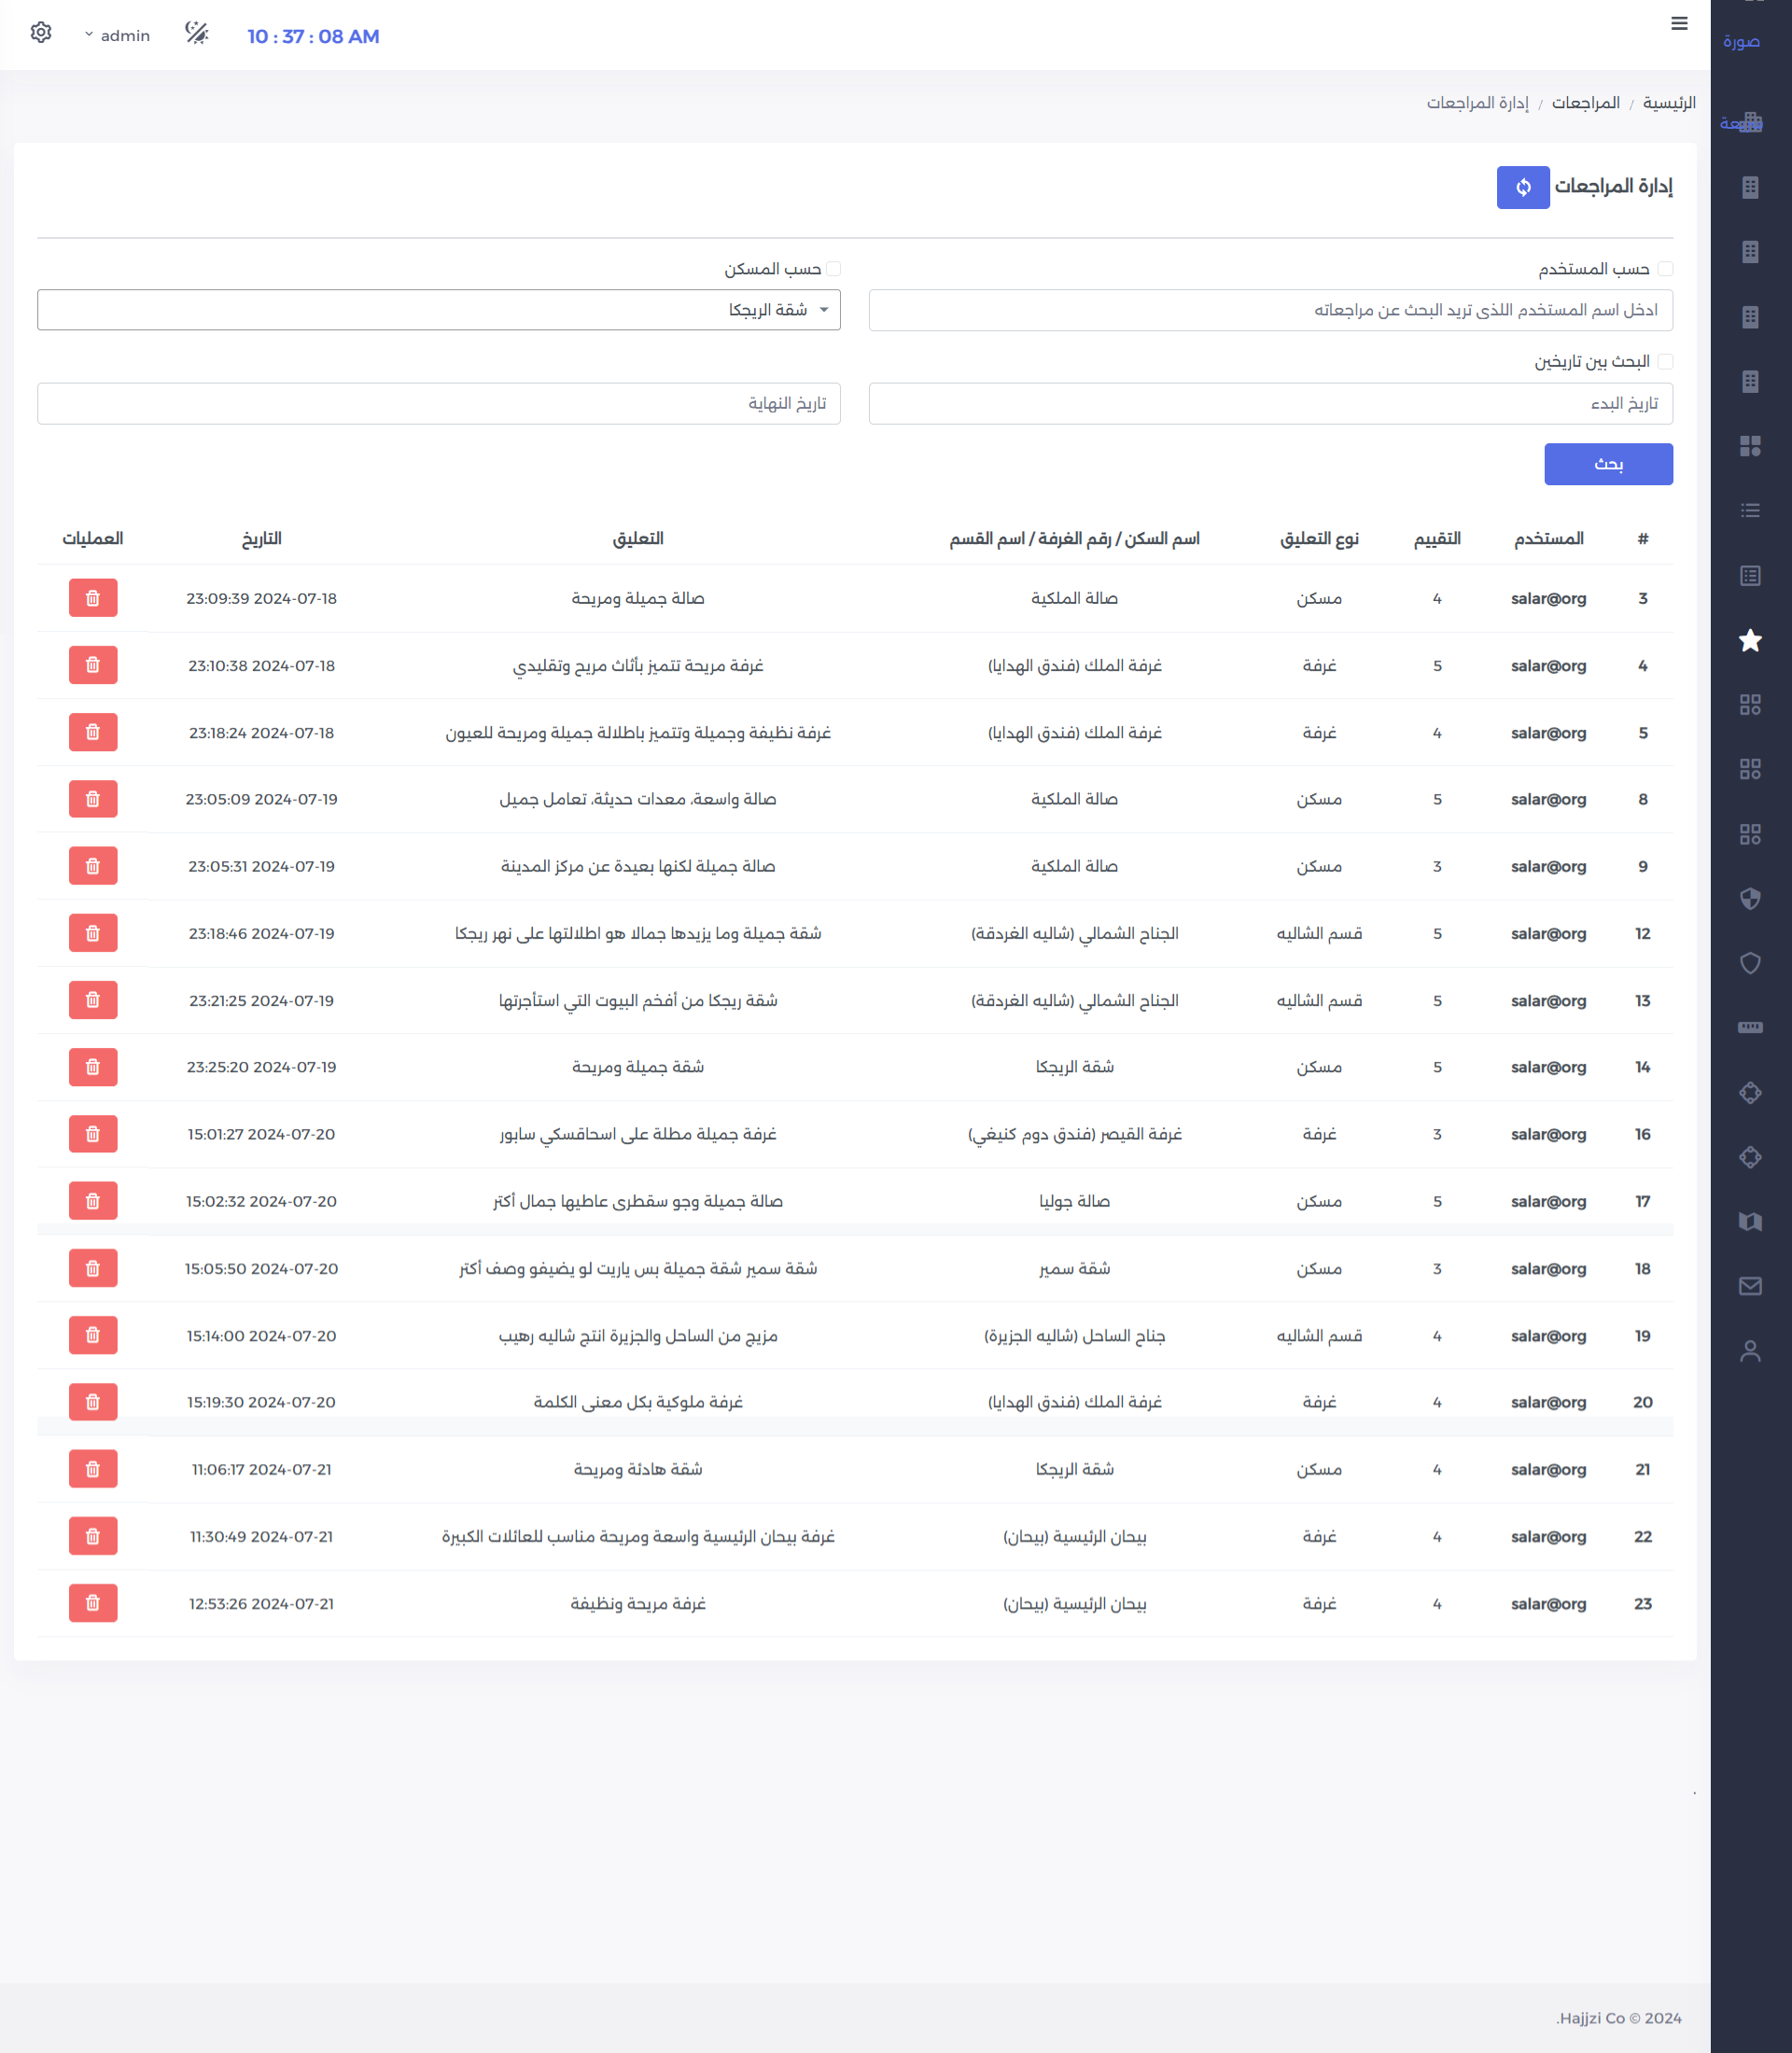 صورة
10 : 37 : 08 AM
admin
الرئيسية / المراجعات / إدارة المراجعات
إدارة المراجعات
حسب المستخدم
حسب المسكن
ادخل اسم المستخدم اللذي تريد البحث عن مراجعاته
شقة الريجكا
البحث بين تاريخين
تاريخ البدء
تاريخ النهاية
بحث
# المستخدم التقييم نوع التعليق اسم السكن / رقم الغرفة / اسم القسم التعليق التاريخ العمليات
3 salar@org 4 مسكن صالة الملكية صالة جميلة ومريحة 2024-07-18 23:09:39
4 salar@org 5 غرفة غرفة الملك (فندق الهدايا) غرفة مريحة تتميز بأثاث مريح وتقليدي 2024-07-18 23:10:38
5 salar@org 4 غرفة غرفة الملك (فندق الهدايا) غرفة نظيفة وجميلة وتتميز باطلالة جميلة ومريحة للعيون 2024-07-18 23:18:24
8 salar@org 5 مسكن صالة الملكية صالة واسعة، معدات حديثة، تعامل جميل 2024-07-19 23:05:09
9 salar@org 3 مسكن صالة الملكية صالة جميلة لكنها بعيدة عن مركز المدينة 2024-07-19 23:05:31
12 salar@org 5 قسم الشاليه الجناح الشمالي (شاليه الغردقة) شقة جميلة وما يزيدها جمالا هو اطلالتها على نهر ريجكا 2024-07-19 23:18:46
13 salar@org 5 قسم الشاليه الجناح الشمالي (شاليه الغردقة) شقة ريجكا من أفخم البيوت التي استأجرتها 2024-07-19 23:21:25
14 salar@org 5 مسكن شقة الريجكا شقة جميلة ومريحة 2024-07-19 23:25:20
16 salar@org 3 غرفة غرفة القيصر (فندق دوم كنيغي) غرفة جميلة مطلة على اسحاقسكي سابور 2024-07-20 15:01:27
17 salar@org 5 مسكن صالة جوليا صالة جميلة وجو سقطرى عاطيها جمال أكتر 2024-07-20 15:02:32
18 salar@org 3 مسكن شقة سمير شقة سمير شقة جميلة بس ياريت لو يضيفو وصف أكتر 2024-07-20 15:05:50
19 salar@org 4 قسم الشاليه جناح الساحل (شاليه الجزيرة) مزيج من الساحل والجزيرة انتج شاليه رهيب 2024-07-20 15:14:00
20 salar@org 4 غرفة غرفة الملك (فندق الهدايا) غرفة ملوكية بكل معنى الكلمة 2024-07-20 15:19:30
21 salar@org 4 مسكن شقة الريجكا شقة هادئة ومريحة 2024-07-21 11:06:17
22 salar@org 4 غرفة بيحان الرئيسية (بيحان) غرفة بيحان الرئيسية واسعة ومريحة مناسب للعائلات الكبيرة 2024-07-21 11:30:49
23 salar@org 4 غرفة بيحان الرئيسية (بيحان) غرفة مريحة ونظيفة 2024-07-21 12:53:26
.
2024 © Hajjzi Co.